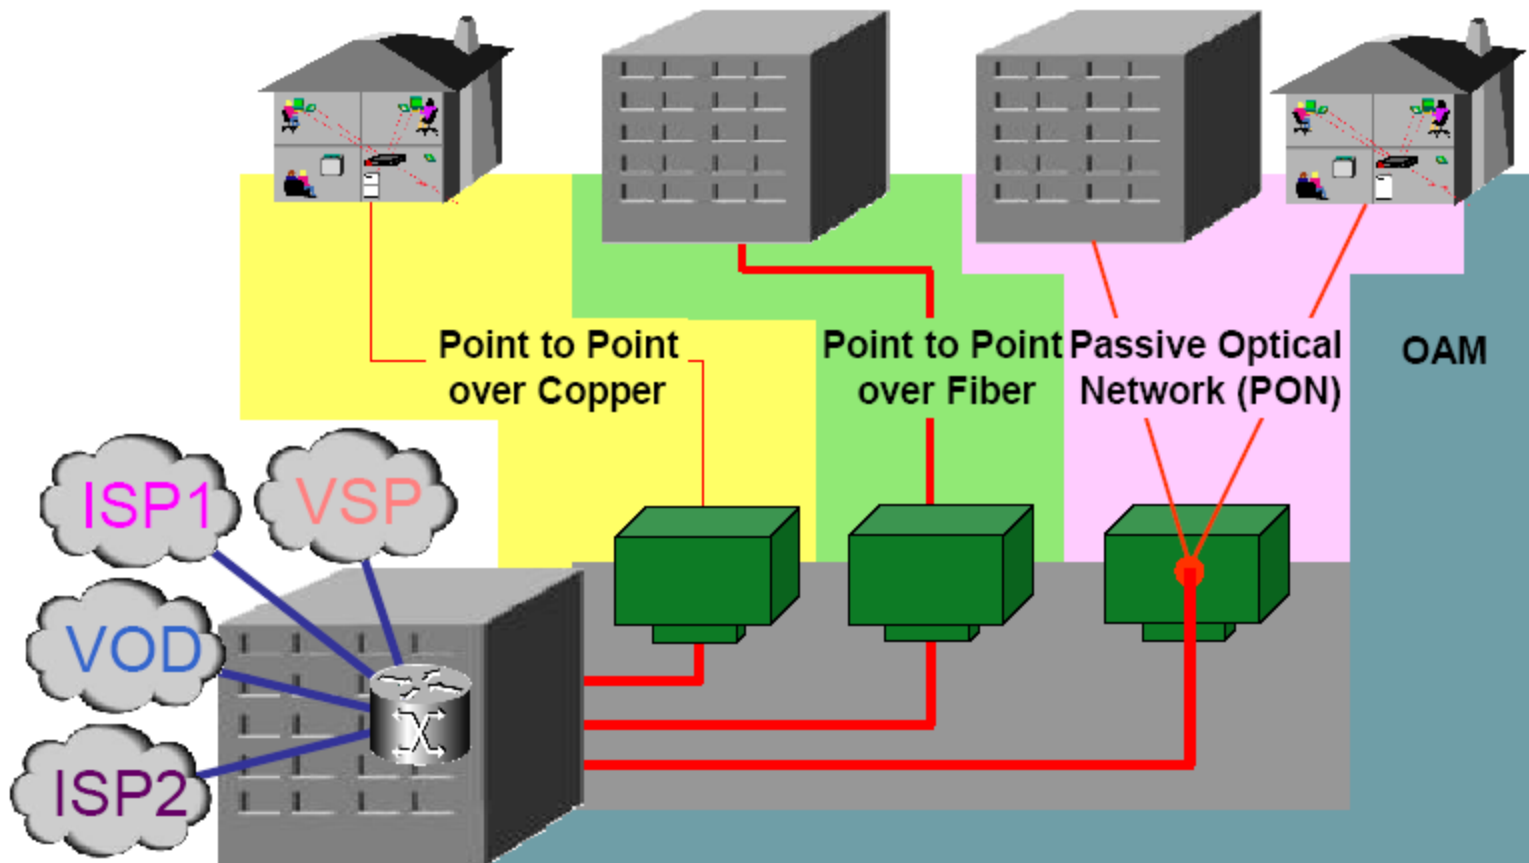 Point to Point
over Copper
Point to Point
over Fiber
Passive Optical
Network (PON)
OAM
ISP1
VSP
VOD
ISP2